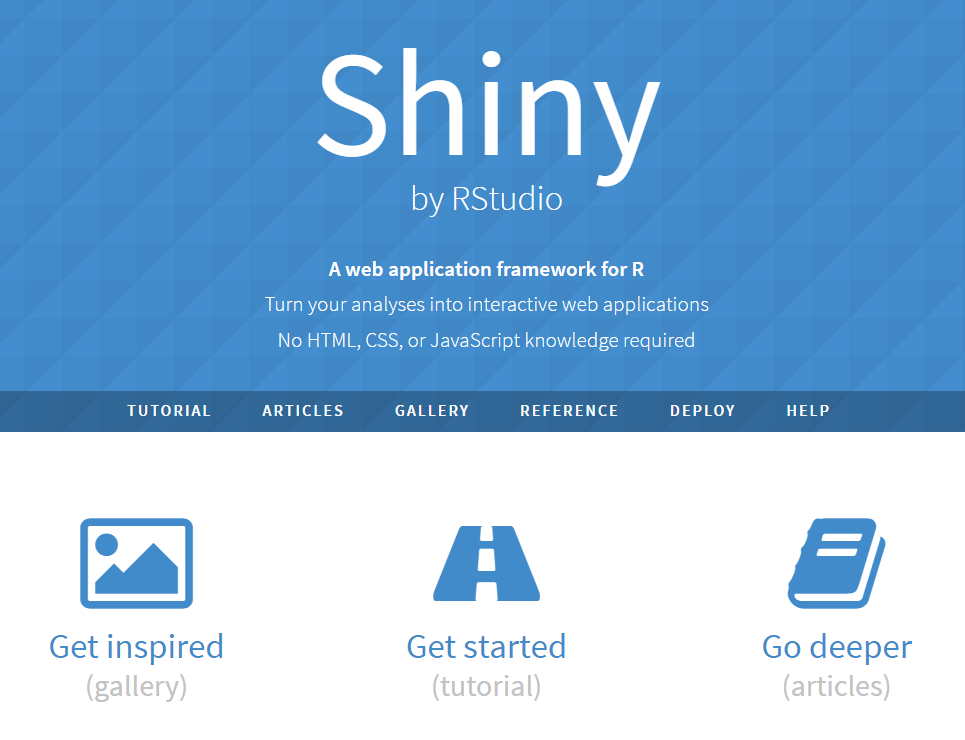 Shiny
by RStudio
A web application framework for R
Turn your analyses into interactive web applications
No HTML, CSS, or JavaScript knowledge required
TUTORIAL ARTICLES GALLERY REFERENCE DEPLOY HELP
Get inspired
(gallery)
Get started
(tutorial)
Go deeper
(articles)